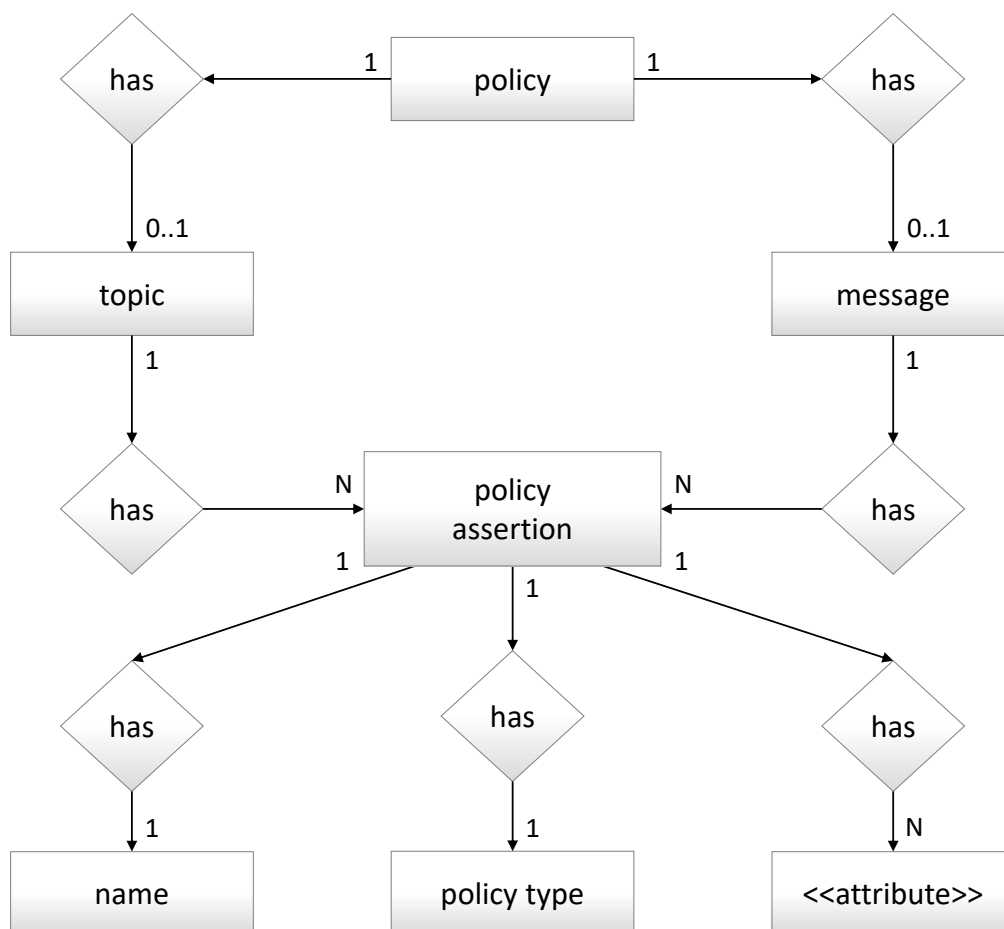 has
1
policy
1
has
0..1
0..1
topic
message
1
1
has
N
policy
assertion
N
has
1
1
1
has
has
has
1
1
N
name
policy type
<<attribute>>